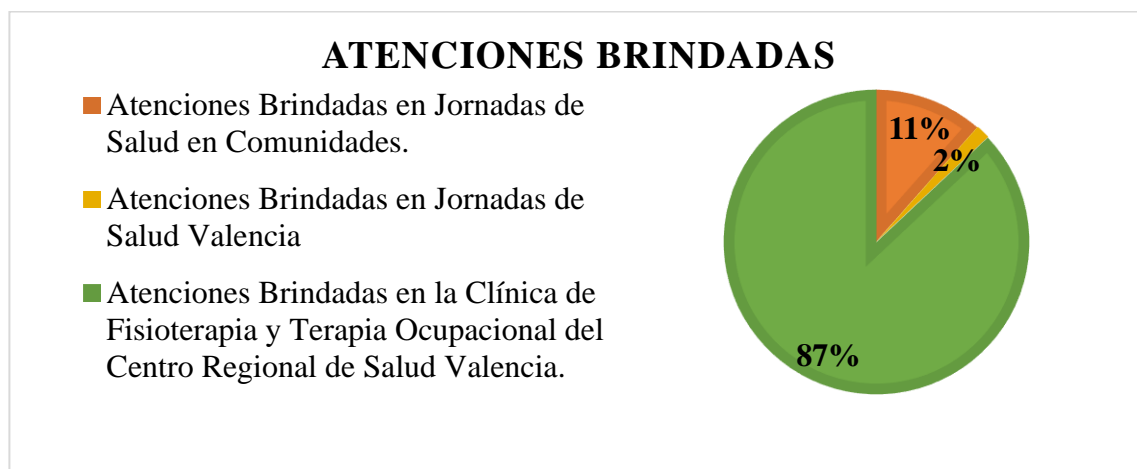 ATENCIONES BRINDADAS
Atenciones Brindadas en Jornadas de
Salud en Comunidades.
Atenciones Brindadas en Jornadas de
Salud Valencia
Atenciones Brindadas en la Clínica de
Fisioterapia y Terapia Ocupacional del
Centro Regional de Salud Valencia.
11%
2%
87%